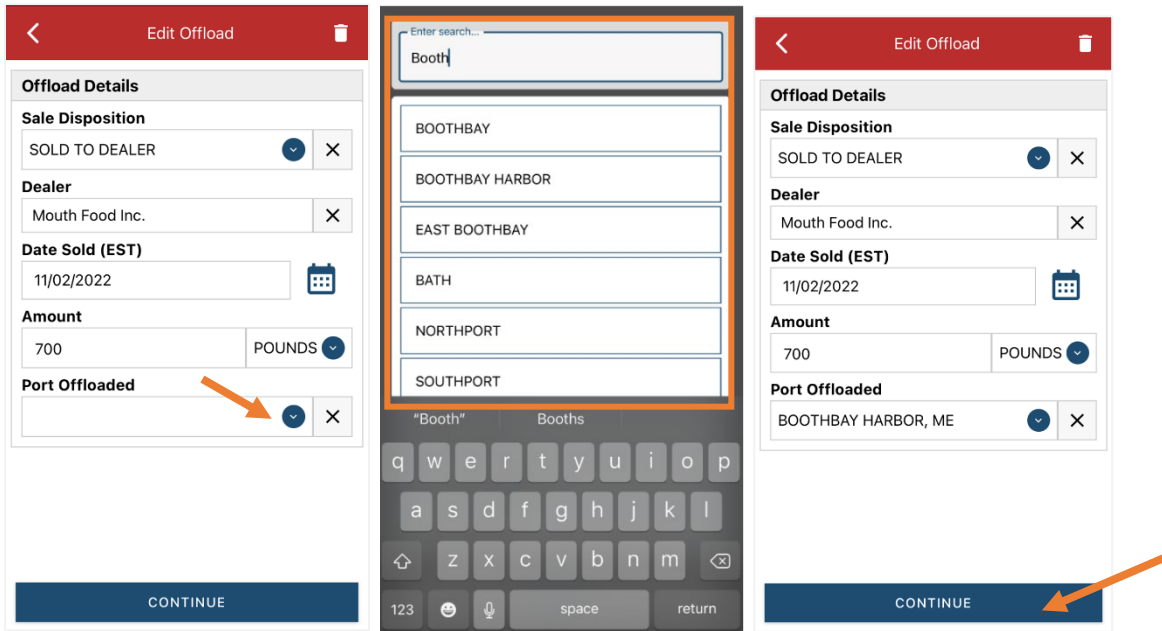 Edit Offload
Offload Details
Sale Disposition
SOLD TO DEALER
Dealer
Mouth Food Inc.
Date Sold (EST)
11/02/2022
Amount
700 POUNDS
Port Offloaded
CONTINUE
Enter search...
Booth
BOOTHBAY
BOOTHBAY HARBOR
EAST BOOTHBAY
BATH
NORTHPORT
SOUTHPORT
"Booth" Booths
q w e r t y u i o p
a s d f g h j k l
z x c v b n m
123 space return
Edit Offload
Offload Details
Sale Disposition
SOLD TO DEALER
Dealer
Mouth Food Inc.
Date Sold (EST)
11/02/2022
Amount
700 POUNDS
Port Offloaded
BOOTHBAY HARBOR, ME
CONTINUE